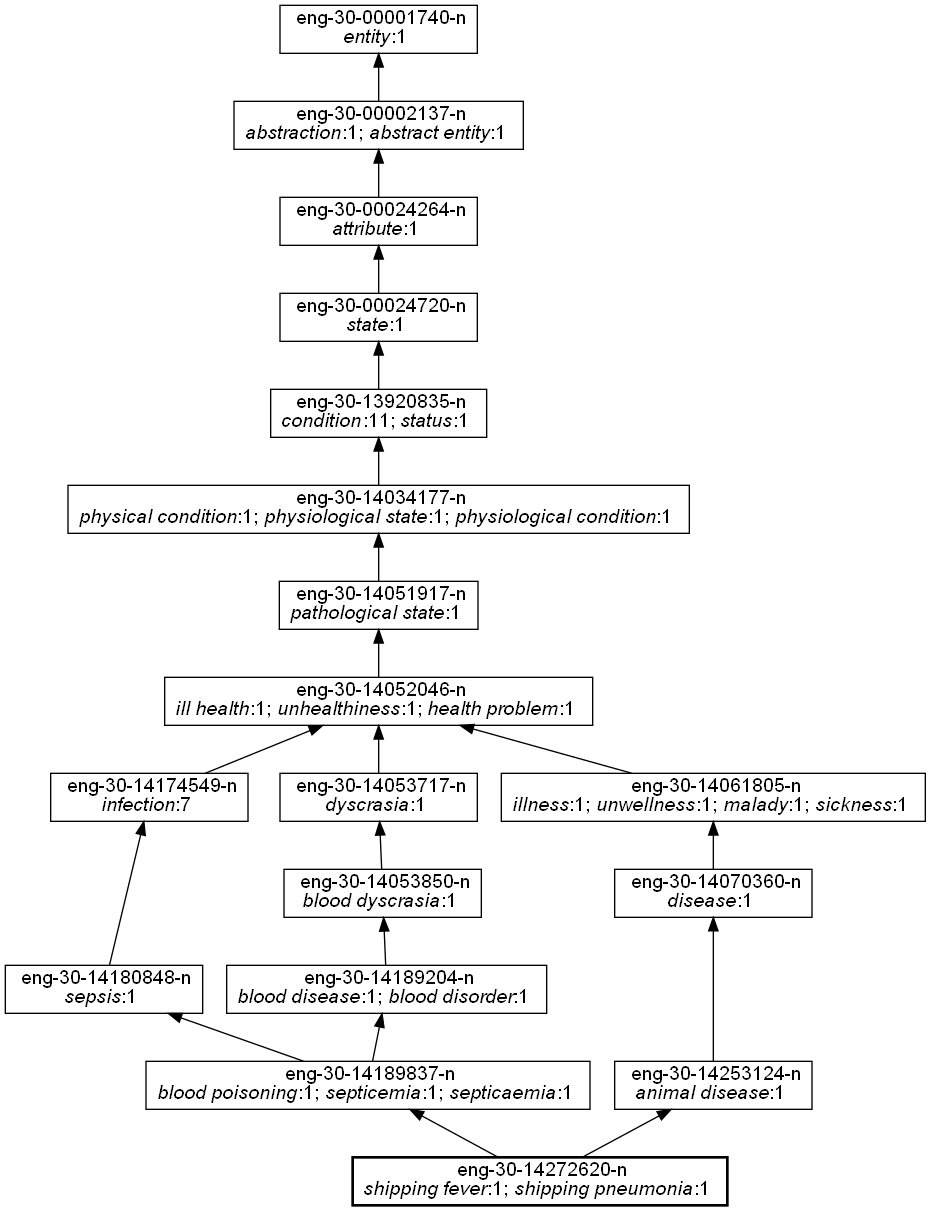 eng-30-00001740-n
entity:1
eng-30-00002137-n
abstraction:1; abstract entity:1
eng-30-00024264-n
attribute:1
eng-30-00024720-n
state:1
eng-30-13920835-n
condition:11; status:1
eng-30-14034177-n
physical condition:1; physiological state:1; physiological condition:1
eng-30-14051917-n
pathological state:1
eng-30-14052046-n
ill health:1; unhealthiness:1; health problem:1
eng-30-14174549-n
infection:7
eng-30-14053717-n
dyscrasia:1
eng-30-14061805-n
illness:1; unwellness:1; malady:1; sickness:1
eng-30-14053850-n
blood dyscrasia:1
eng-30-14070360-n
disease:1
eng-30-14180848-n
sepsis:1
eng-30-14189204-n
blood disease:1; blood disorder:1
eng-30-14189837-n
blood poisoning:1; septicemia:1; septicaemia:1
eng-30-14253124-n
animal disease:1
eng-30-14272620-n
shipping fever:1; shipping pneumonia:1